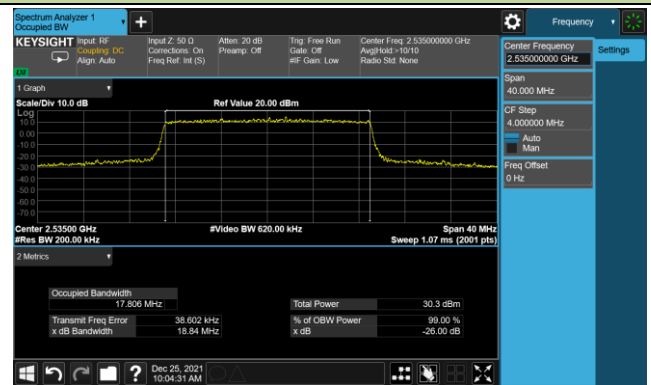 Spectrum Analyzer 1
Occupied BW
Frequency
KEYSIGHT
Input: RF
Coupling: DC
Align: Auto
Input Z: 50 Ω
Corrections: On
Freq Ref: Int (S)
Atten: 20 dB
Preamp: Off
Trig: Free Run
Gate: Off
#IF Gain: Low
Center Freq: 2.535000000 GHz
Avg|Hold:>10/10
Radio Std: None
Center Frequency
2.535000000 GHz
Settings
Span
40.000 MHz
CF Step
4.000000 MHz
Auto
Man
Freq Offset
0 Hz
1 Graph
Scale/Div 10.0 dB
Ref Value 20.00 dBm
Log
10.0
0.00
-10.0
-20.0
-30.0
-40.0
-50.0
-60.0
-70.0
Center 2.53500 GHz
#Video BW 620.00 kHz
Span 40 MHz
#Res BW 200.00 kHz
Sweep 1.07 ms (2001 pts)
2 Metrics
Occupied Bandwidth
17.806 MHz
Total Power 30.3 dBm
Transmit Freq Error 38.602 kHz
% of OBW Power 99.00 %
x dB Bandwidth 18.84 MHz
x dB -26.00 dB
?
Dec 25, 2021
10:04:31 AM